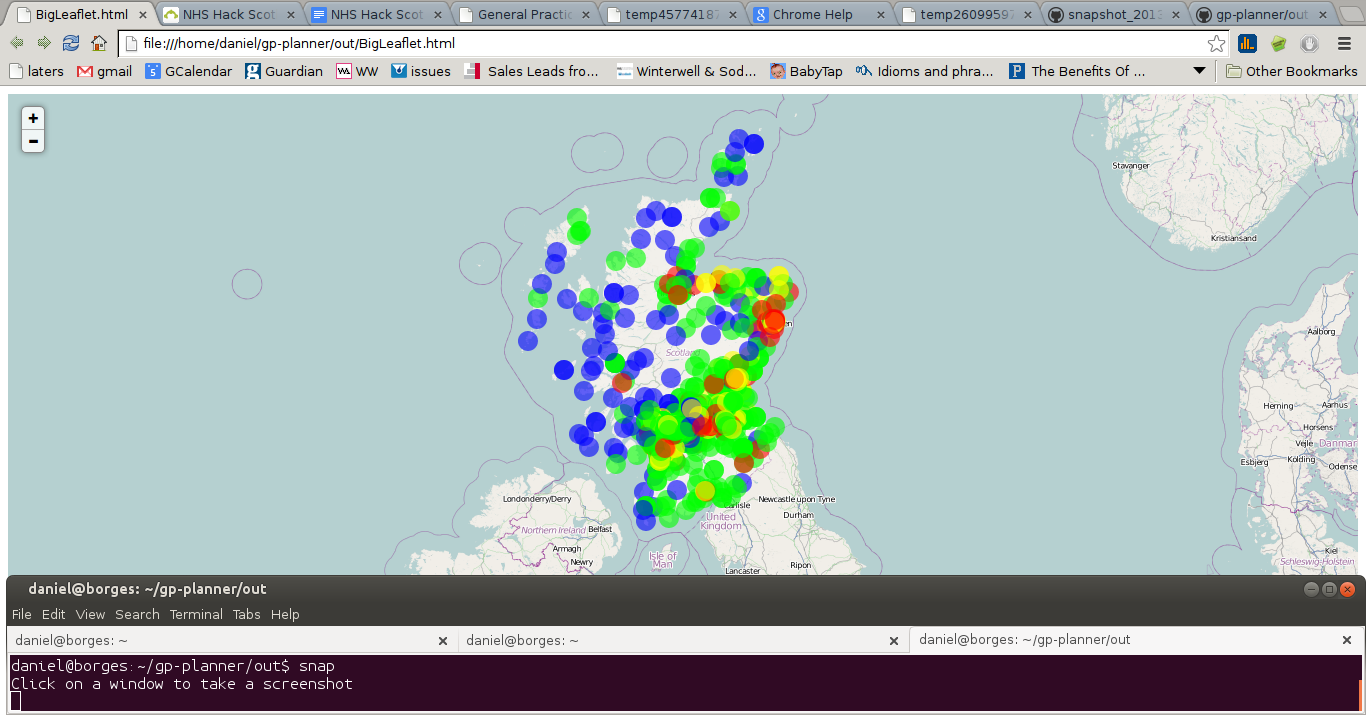 BigLeaflet.html
NHS Hack Scot
NHS Hack Scot
General Practic
temp45774187
Chrome Help
temp26099597
snapshot_2013
gp-planner/out
file:///home/daniel/gp-planner/out/BigLeaflet.html
laters
gmail
GCalendar
Guardian
WW
issues
Sales Leads fro...
Winterwell & Sod...
BabyTap
Idioms and phra...
The Benefits Of ...
Other Bookmarks
+
-
Stavanger
Kristiansand
Aalborg
Scotland
Herning
Aarhus
Horsens
Vejle
Danmar
Esbjerg
Kolding
Odense
Londonderry/Derry
Newcastle upon Tyne
Carlisle
Durham
United
Kingdom
Northern Ireland
Belfast
Armagh
Newry
Isle of
Man
Lancaster
Ripon
Kiel
Schleswig-Holstein
daniel@borges: ~/gp-planner/out
File Edit View Search Terminal Tabs Help
daniel@borges: ~
daniel@borges: ~
daniel@borges: ~/gp-planner/out
daniel@borges:~/gp-planner/out$ snap
Click on a window to take a screenshot